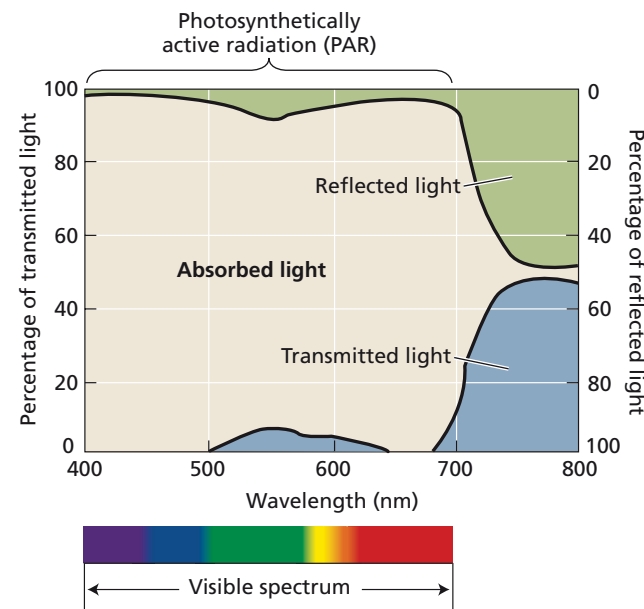 Photosynthetically
active radiation (PAR)
Percentage of transmitted light
100
80
60
40
20
0
Reflected light
Absorbed light
Transmitted light
0
20
40
60
80
100
Percentage of reflected light
400
500
600
700
800
Wavelength (nm)
Visible spectrum